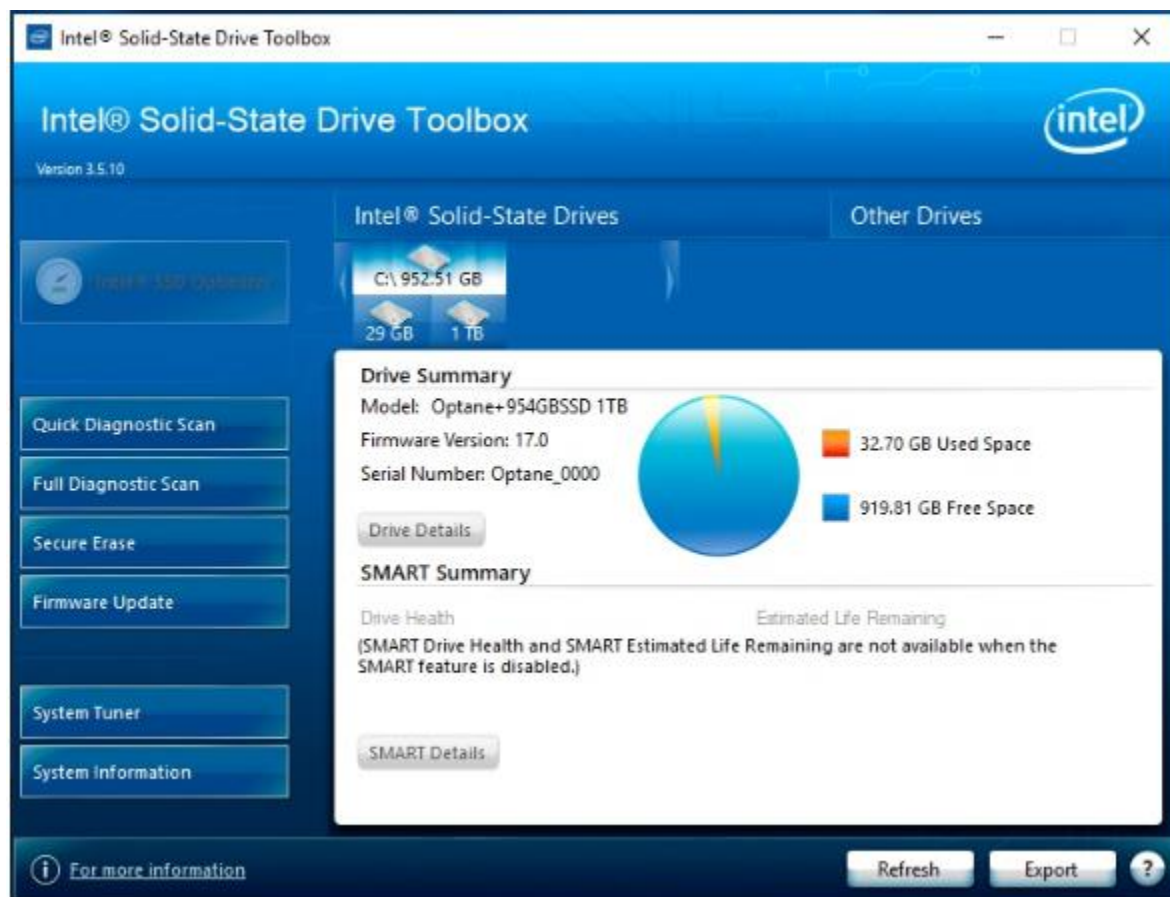 Intel® Solid-State Drive Toolbox
Intel® Solid-State Drive Toolbox
intel
Version 3.5.10
Intel® Solid-State Drives
Other Drives
Intel® SSD Optimizer
C:\ 952.51 GB
29 GB
1 TB
Drive Summary
Model: Optane+954GBSSD 1TB
Firmware Version: 17.0
Serial Number: Optane_0000
32.70 GB Used Space
919.81 GB Free Space
Drive Details
Quick Diagnostic Scan
Full Diagnostic Scan
Secure Erase
Firmware Update
SMART Summary
Drive Health
Estimated Life Remaining
(SMART Drive Health and SMART Estimated Life Remaining are not available when the
SMART feature is disabled.)
System Tuner
System Information
SMART Details
i
For more information
Refresh
Export
?